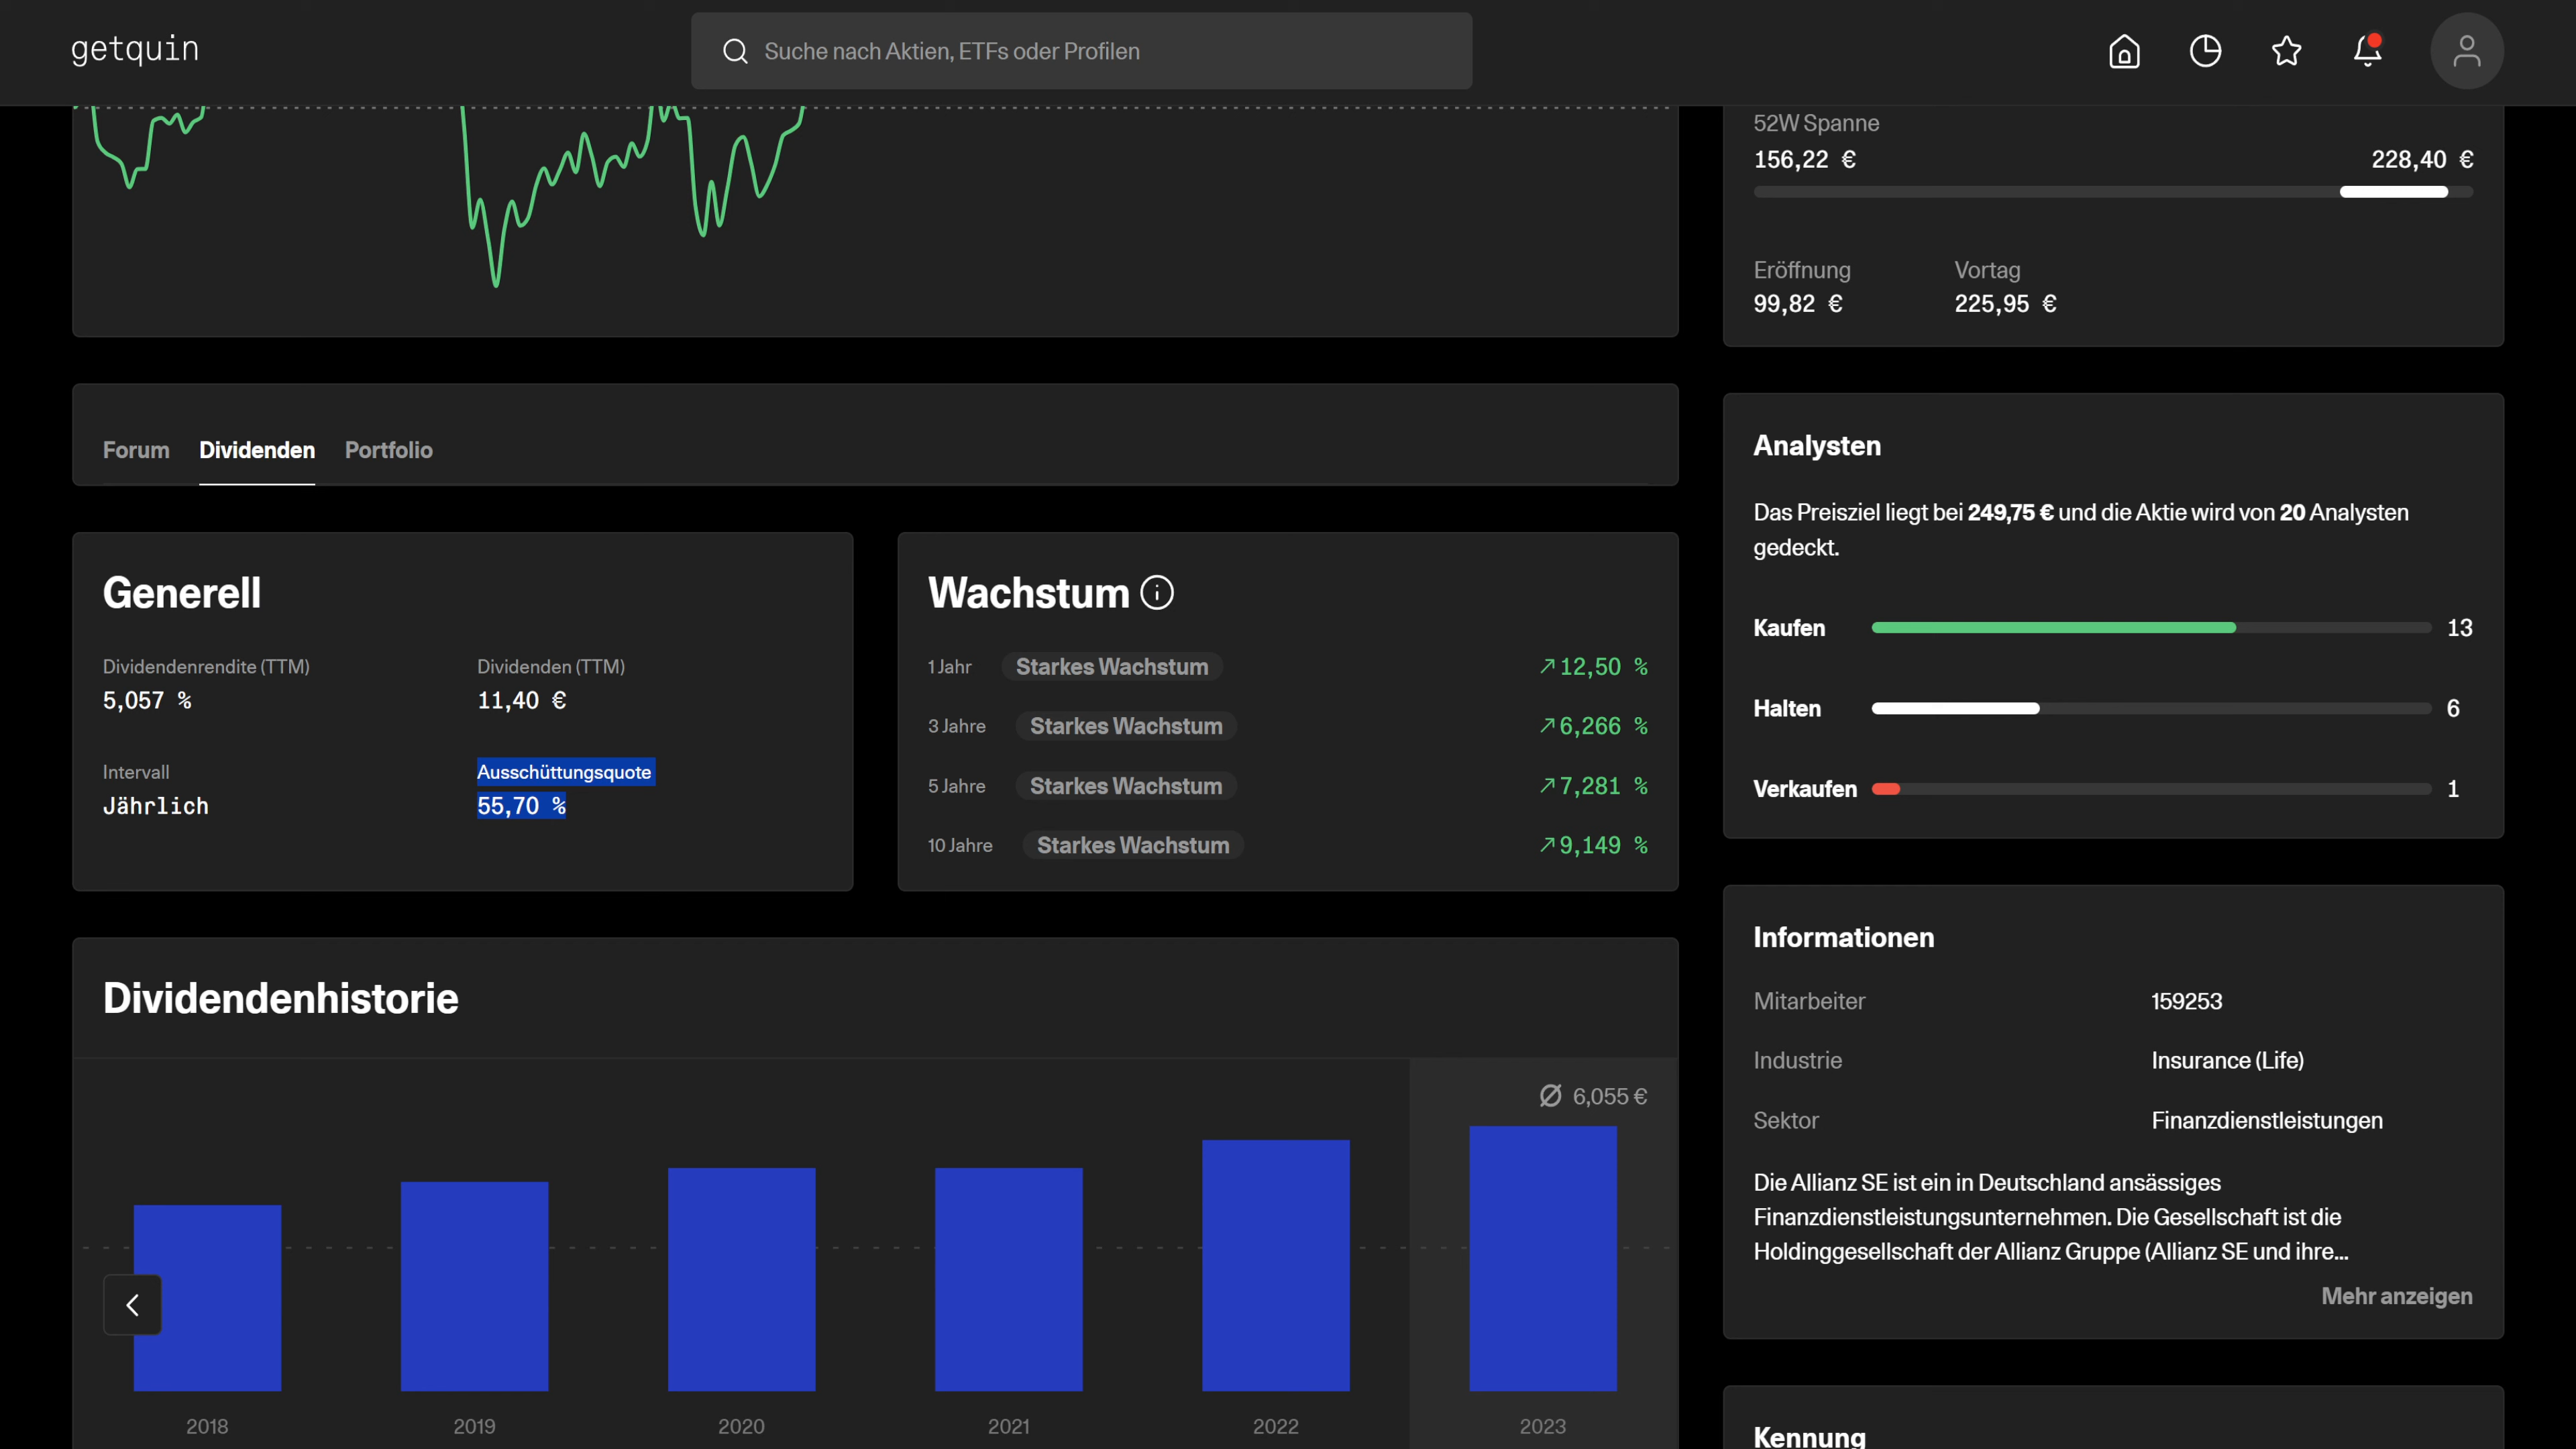 getquin
Suche nach Aktien, ETFs oder Profilen
52W Spanne
156,22 €
228,40 €
Eröffnung
Vortag
99,82 €
225,95 €
Forum
Dividenden
Portfolio
Generell
Dividendenrendite (TTM)
Dividenden (TTM)
5,057 %
11,40 €
Intervall
Ausschüttungsquote
Jährlich
55,70 %
Wachstum
1 Jahr Starkes Wachstum 12,50 %
3 Jahre Starkes Wachstum 6,266 %
5 Jahre Starkes Wachstum 7,281 %
10 Jahre Starkes Wachstum 9,149 %
Dividendenhistorie
Ø 6,055 €
2018 2019 2020 2021 2022 2023
Analysten
Das Preisziel liegt bei 249,75 € und die Aktie wird von 20 Analysten
gedeckt.
Kaufen 13
Halten 6
Verkaufen 1
Informationen
Mitarbeiter 159253
Industrie Insurance (Life)
Sektor Finanzdienstleistungen
Die Allianz SE ist ein in Deutschland ansässiges
Finanzdienstleistungsunternehmen. Die Gesellschaft ist die
Holdinggesellschaft der Allianz Gruppe (Allianz SE und ihre...
Mehr anzeigen
Kennung